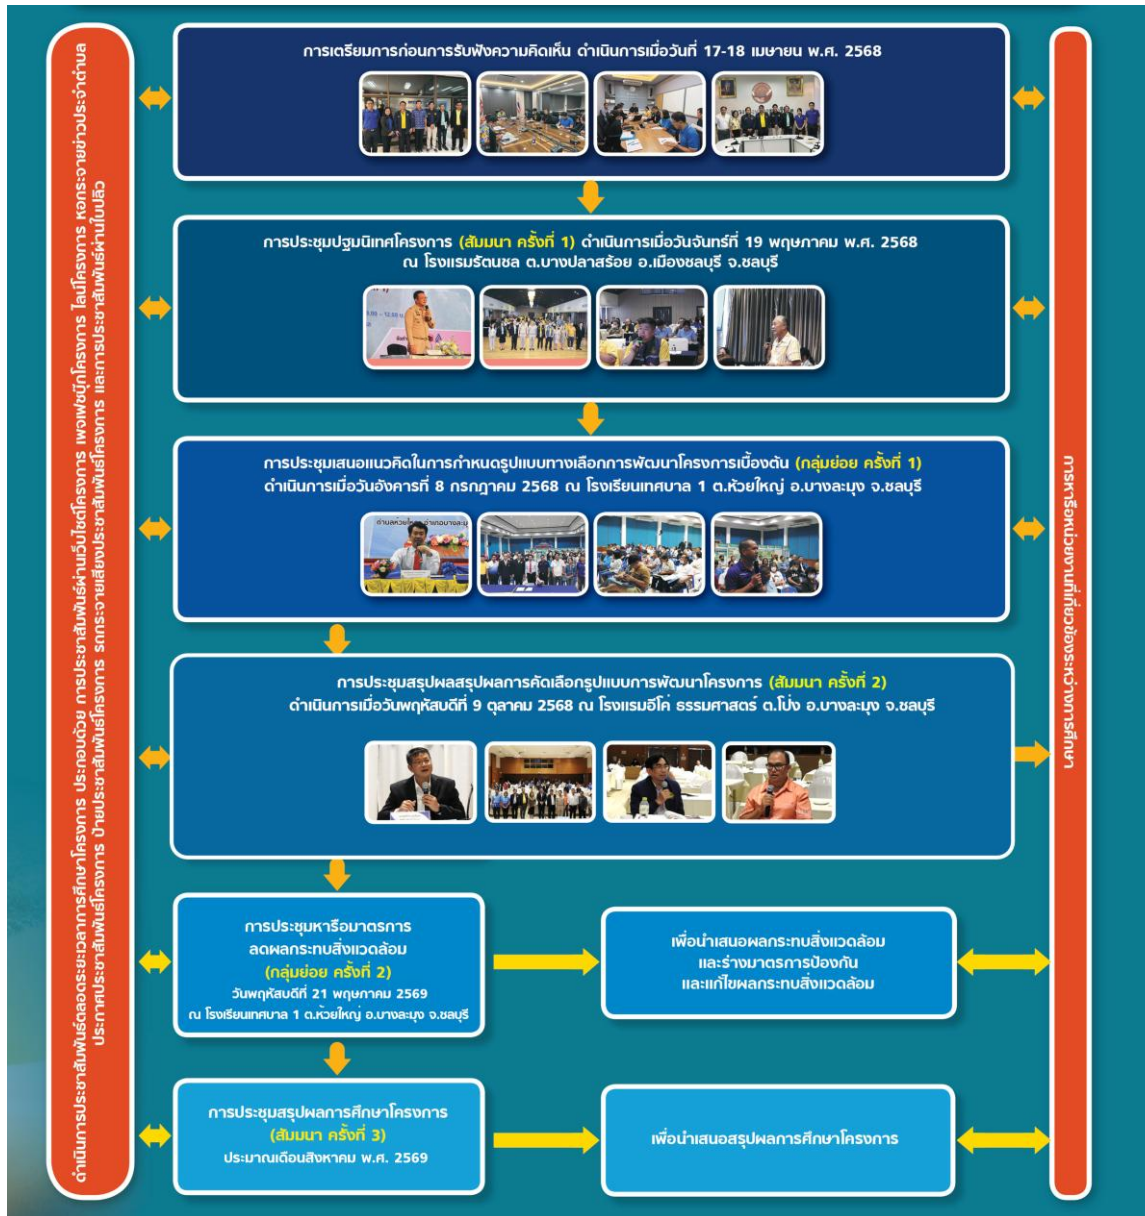 การเตรียมการก่อนการรับฟังความคิดเห็น ดำเนินการเมื่อวันที่ 17-18 เมษายน พ.ศ. 2568
การประชุมปฐมนิเทศโครงการ (สัมมนา ครั้งที่ 1) ดำเนินการเมื่อวันจันทร์ที่ 19 พฤษภาคม พ.ศ. 2568
ณ โรงแรมรัตนชล ต.บางปลาสร้อย อ.เมืองชลบุรี จ.ชลบุรี
การประชุมเสนอแนวคิดในการกำหนดรูปแบบทางเลือกการพัฒนาโครงการเบื้องต้น (กลุ่มย่อย ครั้งที่ 1)
ดำเนินการเมื่อวันอังคารที่ 8 กรกฎาคม 2568 ณ โรงเรียนเทศบาล 1 ต.ห้วยใหญ่ อ.บางละมุง จ.ชลบุรี
การประชุมสรุปผลสรุปผลการคัดเลือกรูปแบบการพัฒนาโครงการ (สัมมนา ครั้งที่ 2)
ดำเนินการเมื่อวันพฤหัสบดีที่ 9 ตุลาคม 2568 ณ โรงแรมอีโค่ ธรรมศาสตร์ ต.โป่ง อ.บางละมุง จ.ชลบุรี
การประชุมหารือมาตรการ
ลดผลกระทบสิ่งแวดล้อม
(กลุ่มย่อย ครั้งที่ 2)
วันพฤหัสบดีที่ 21 พฤษภาคม 2569
ณ โรงเรียนเทศบาล 1 ต.ห้วยใหญ่ อ.บางละมุง จ.ชลบุรี
เพื่อนำเสนอผลกระทบสิ่งแวดล้อม
และร่างมาตรการป้องกัน
และแก้ไขผลกระทบสิ่งแวดล้อม
การประชุมสรุปผลการศึกษาโครงการ
(สัมมนา ครั้งที่ 3)
ประมาณเดือนสิงหาคม พ.ศ. 2569
เพื่อนำเสนอสรุปผลการศึกษาโครงการ
ดำเนินการประชาสัมพันธ์ตลอดระยะเวลาการศึกษาโครงการ ประกอบด้วย การประชาสัมพันธ์ผ่านเว็บไซต์โครงการ เพจเฟซบุ๊กโครงการ ไลน์โครงการ หอกระจายข่าวประจำตำบล
ประกาศประชาสัมพันธ์โครงการ ป้ายประชาสัมพันธ์โครงการ รถกระจายเสียงประชาสัมพันธ์โครงการ และการประชาสัมพันธ์ผ่านใบปลิว
การหารือหน่วยงานที่เกี่ยวข้องระหว่างการศึกษา